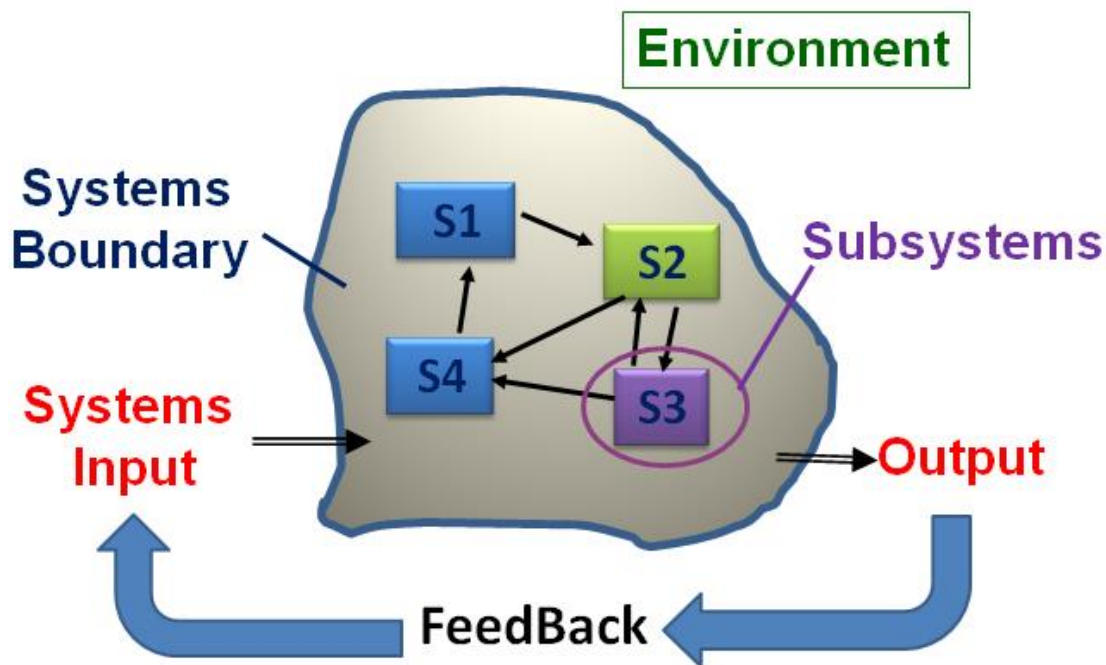 Environment
Systems
Boundary
S1
S2
Subsystems
S4
S3
Systems
Input
Output
FeedBack